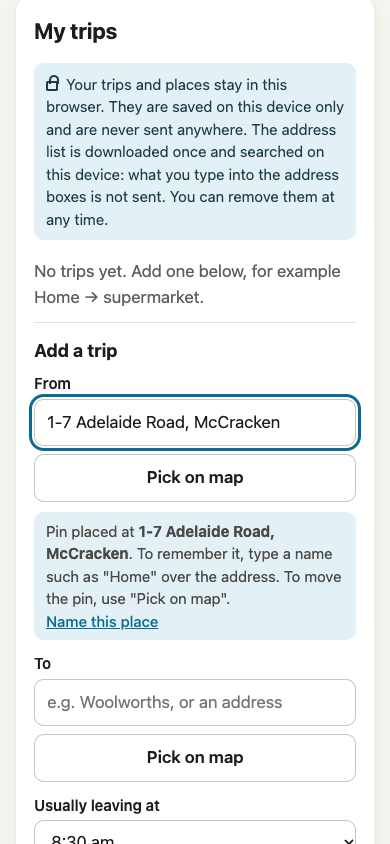 My trips
Your trips and places stay in this
browser. They are saved on this device only
and are never sent anywhere. The address
list is downloaded once and searched on
this device: what you type into the address
boxes is not sent. You can remove them at
any time.
No trips yet. Add one below, for example
Home → supermarket.
Add a trip
From
1-7 Adelaide Road, McCracken
Pick on map
Pin placed at 1-7 Adelaide Road,
McCracken. To remember it, type a name
such as "Home" over the address. To move
the pin, use "Pick on map".
Name this place
To
e.g. Woolworths, or an address
Pick on map
Usually leaving at
8:30 am